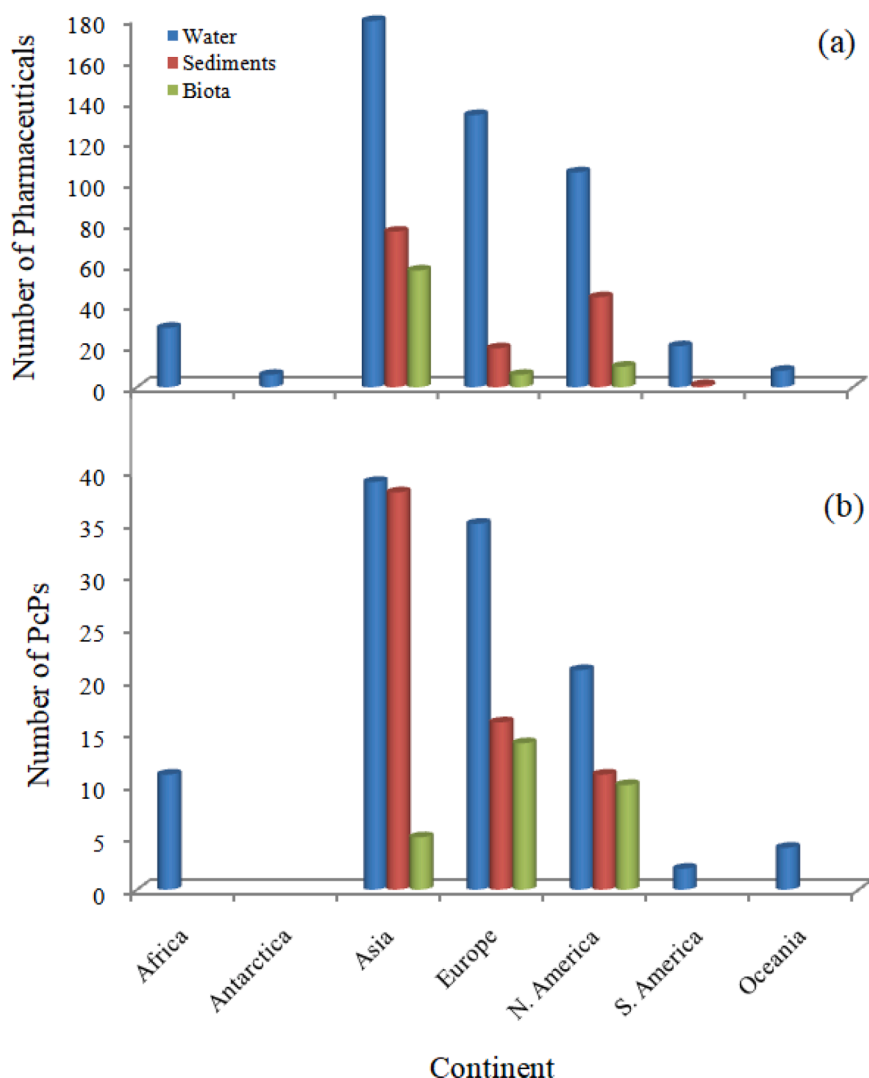 (a)
Water
Sediments
Biota
Number of Pharmaceuticals
180
160
140
120
100
80
60
40
20
0
(b)
Number of PcPs
40
35
30
25
20
15
10
5
0
Africa
Antarctica
Asia
Europe
N. America
S. America
Oceania
Continent